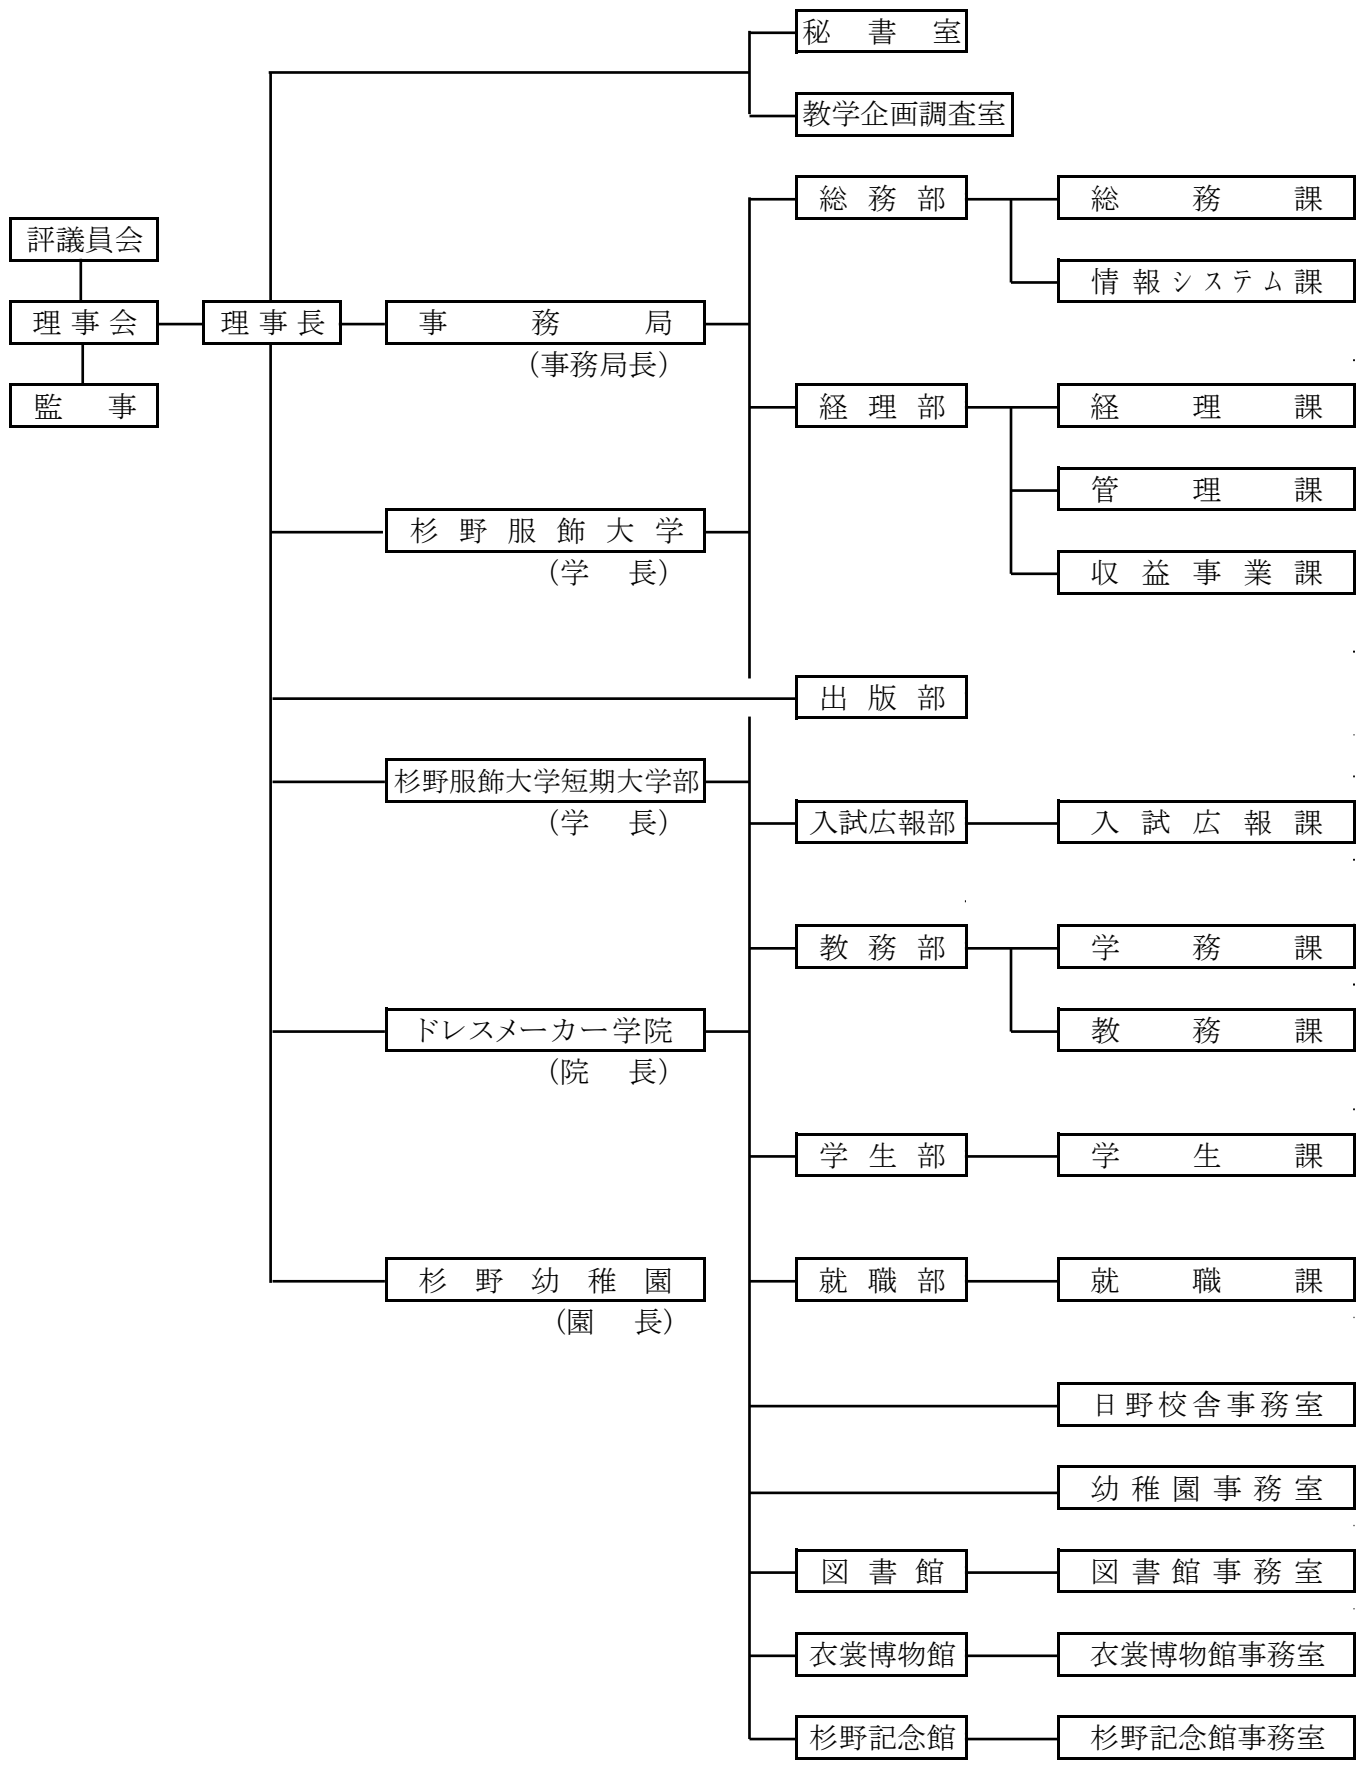 秘書室
教学企画調査室
総務部 総務課
評議員会
情報システム課
理事会 理事長 事務局
(事務局長)
監事 経理部 経理課
管理課
杉野服飾大学
(学 長) 収益事業課
出版部
杉野服飾大学短期大学部
(学 長) 入試広報部 入試広報課
教務部 学務課
ドレスメーカー学院 教務課
(院 長)
学生部 学生課
杉野幼稚園 就職部 就職課
(園 長)
日野校舎事務室
幼稚園事務室
図書館 図書館事務室
衣裳博物館 衣裳博物館事務室
杉野記念館 杉野記念館事務室